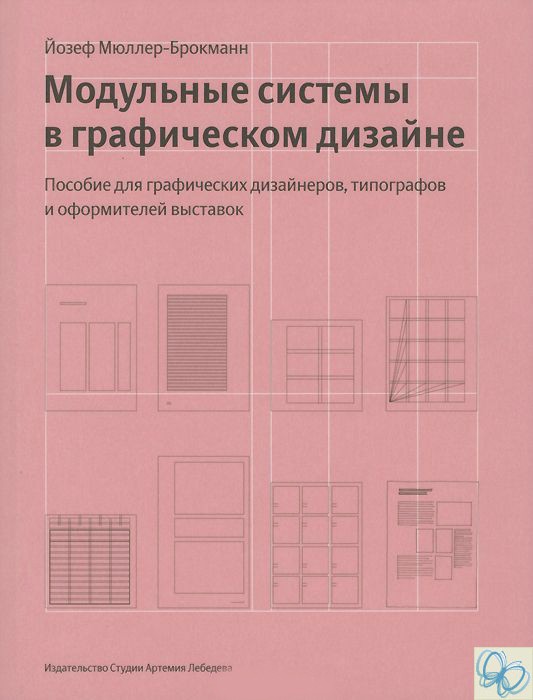 Йозеф Мюллер-Брокманн
Модульные системы
в графическом дизайне
Пособие для графических дизайнеров, типографов
и оформителей выставок
Издательство Студии Артемия Лебедева